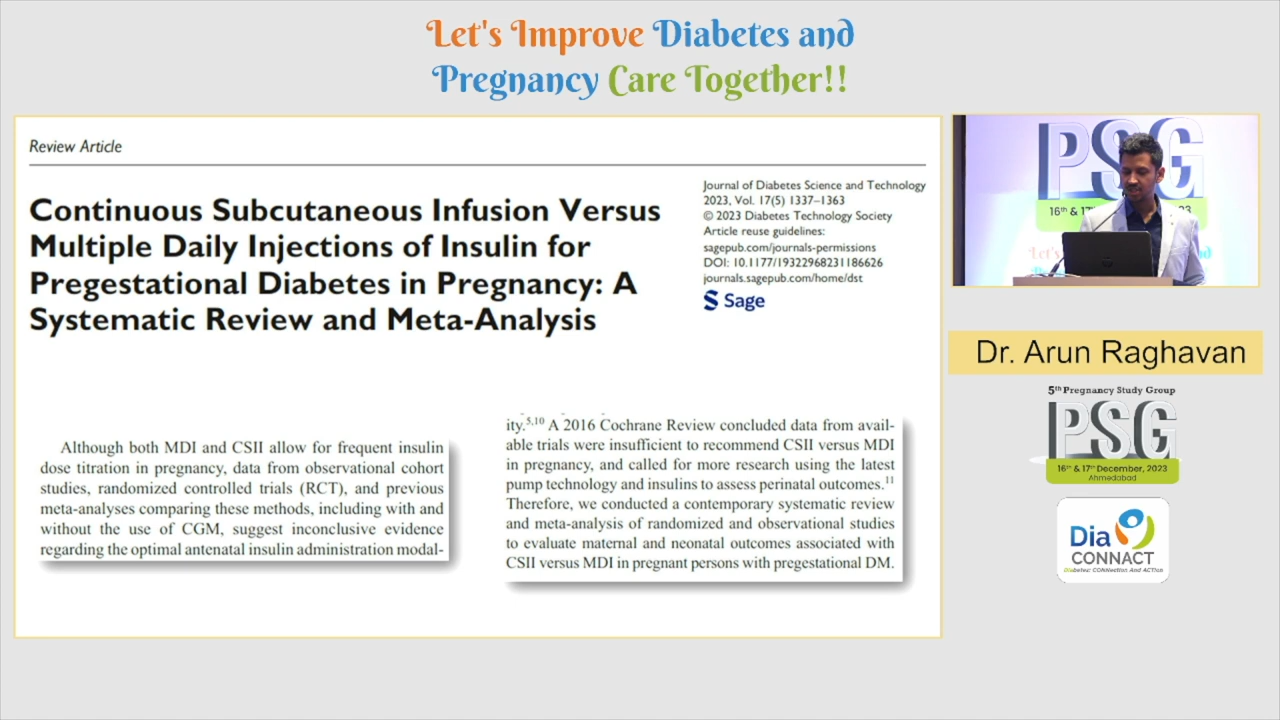 Let's Improve Diabetes and
Pregnancy Care Together!!
Review Article
Continuous Subcutaneous Infusion Versus
Multiple Daily Injections of Insulin for
Pregestational Diabetes in Pregnancy: A
Systematic Review and Meta-Analysis
Journal of Diabetes Science and Technology
2023, Vol. 17(5) 1337–1363
© 2023 Diabetes Technology Society
Article reuse guidelines:
sagepub.com/journals-permissions
DOI: 10.1177/19322968231186626
journals.sagepub.com/home/dst
Sage
Although both MDI and CSII allow for frequent insulin
dose titration in pregnancy, data from observational cohort
studies, randomized controlled trials (RCT), and previous
meta-analyses comparing these methods, including with and
without the use of CGM, suggest inconclusive evidence
regarding the optimal antenatal insulin administration modal-
ity.5,10 A 2016 Cochrane Review concluded data from avail-
able trials were insufficient to recommend CSII versus MDI
in pregnancy, and called for more research using the latest
pump technology and insulins to assess perinatal outcomes.11
Therefore, we conducted a contemporary systematic review
and meta-analysis of randomized and observational studies
to evaluate maternal and neonatal outcomes associated with
CSII versus MDI in pregnant persons with pregestational DM.
PSG
16th & 17
23
Let's
nd
Dr. Arun Raghavan
5th Pregnancy Study Group
PSG
16th & 17th December, 2023
Ahmedabad
Dia
CONNACT
Diabetes: CONNection And ACTion